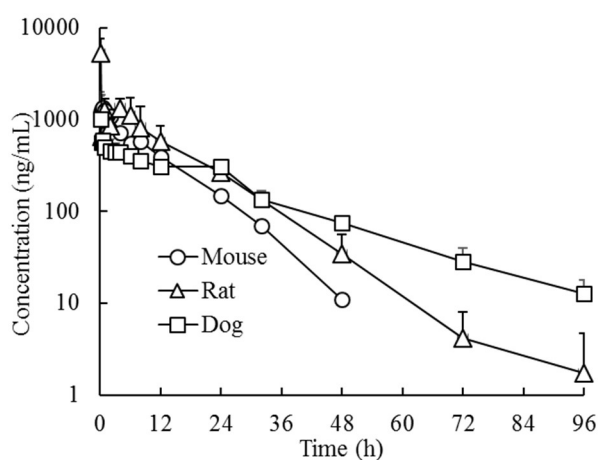 10000
1000
100
10
1
Concentration (ng/mL)
Mouse
Rat
Dog
0 12 24 36 48 60 72 84 96
Time (h)